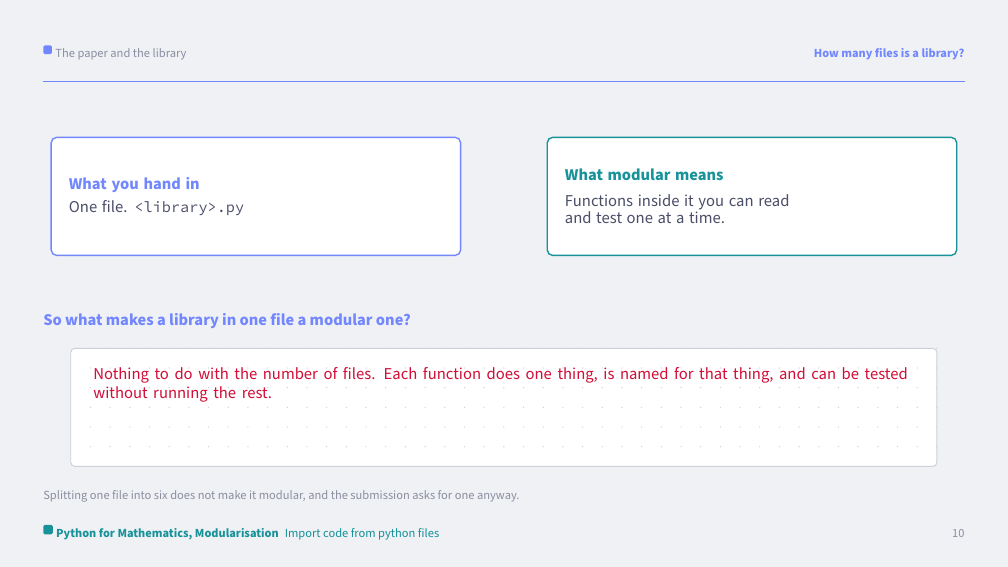 The paper and the library
How many files is a library?
What you hand in
One file. <library>.py
What modular means
Functions inside it you can read
and test one at a time.
So what makes a library in one file a modular one?
Nothing to do with the number of files. Each function does one thing, is named for that thing, and can be tested
without running the rest.
Splitting one file into six does not make it modular, and the submission asks for one anyway.
Python for Mathematics, Modularisation Import code from python files
10